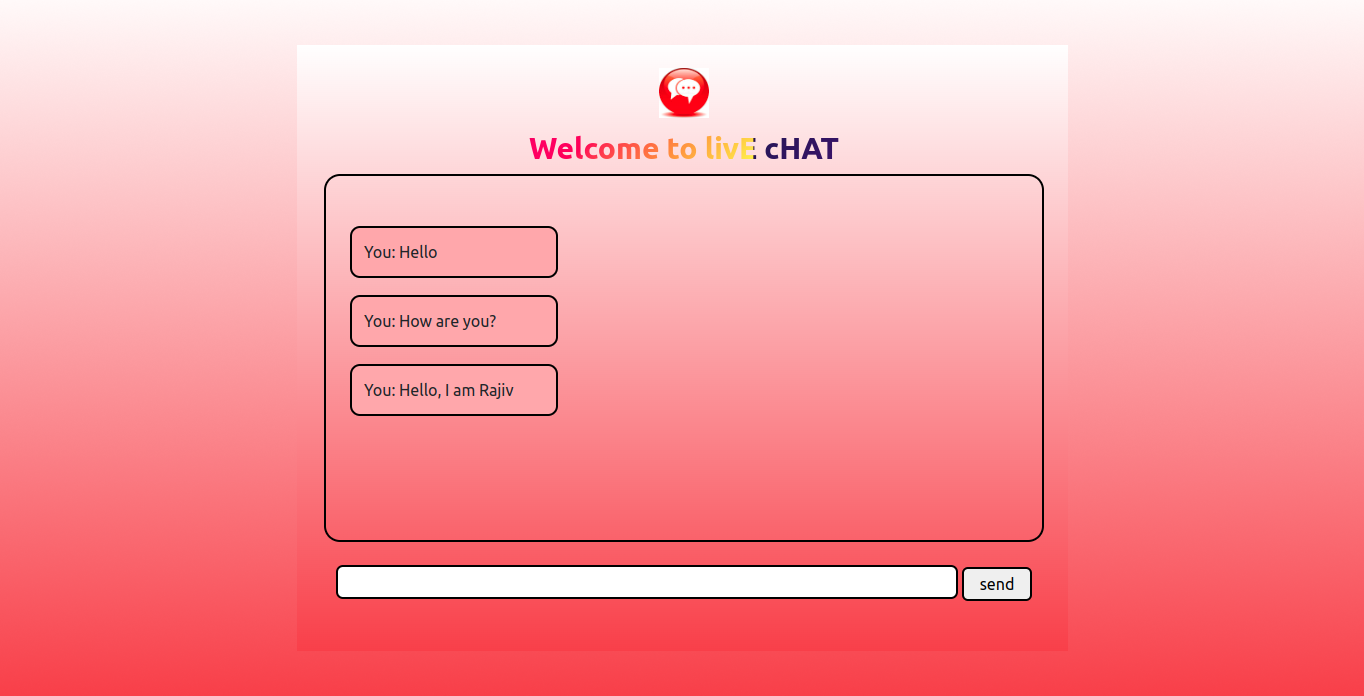 Welcome to livE cHAT
You: Hello
You: How are you?
You: Hello, I am Rajiv
send